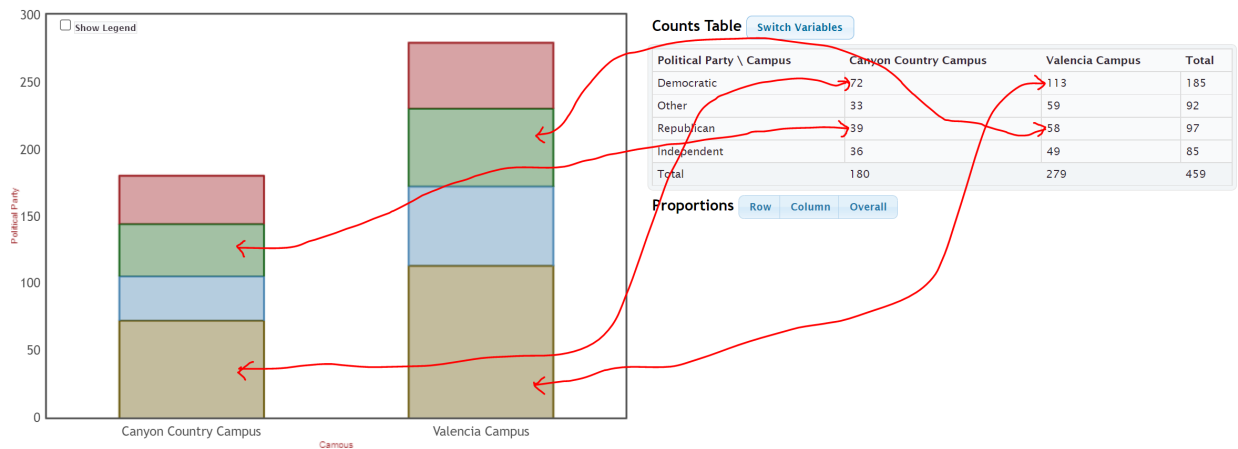 Show Legend
300
250
200
150
100
50
0
Political Party
Canyon Country Campus Valencia Campus
Campus
Counts Table Switch Variables
Political Party \ Campus Canyon Country Campus Valencia Campus Total
Democratic 72 113 185
Other 33 59 92
Republican 39 58 97
Independent 36 49 85
Total 180 279 459
Proportions Row Column Overall